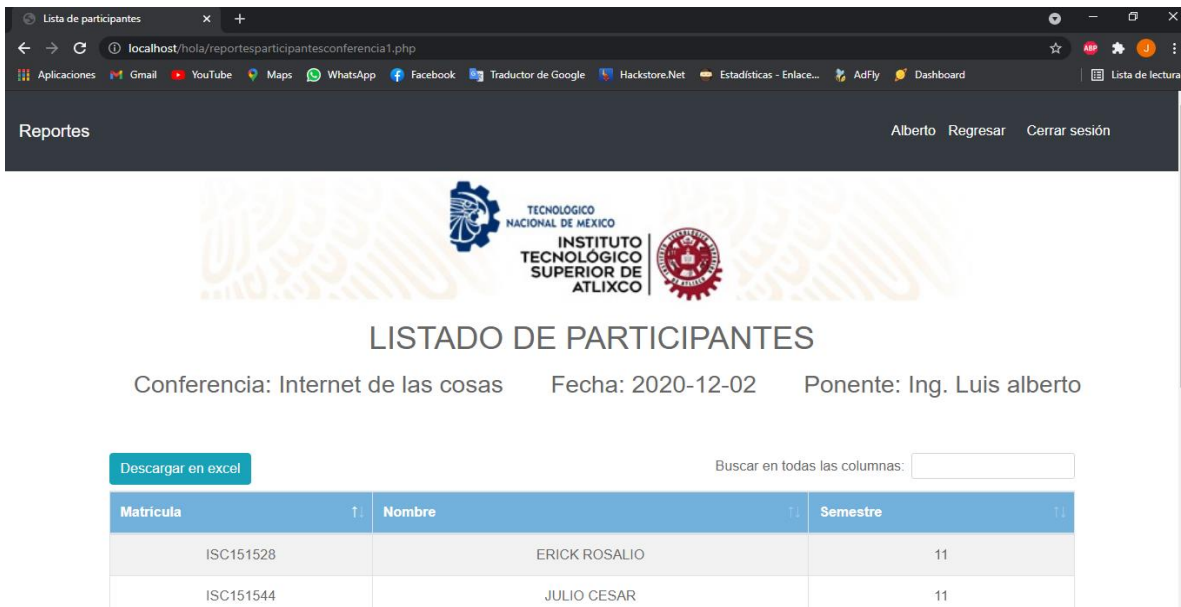 Lista de participantes
localhost/hola/reportesparticipantesconferencia1.php
ABP J
Aplicaciones Gmail YouTube Maps WhatsApp Facebook Traductor de Google Hackstore.Net Estadísticas - Enlace... AdFly Dashboard Lista de lectura
Reportes Alberto Regresar Cerrar sesión
TECNOLOGICO
NACIONAL DE MÉXICO
INSTITUTO
TECNOLÓGICO
SUPERIOR DE
ATLIXCO
LISTADO DE PARTICIPANTES
Conferencia: Internet de las cosas Fecha: 2020-12-02 Ponente: Ing. Luis alberto
Descargar en excel Buscar en todas las columnas:
Matricula Nombre Semestre
ISC151528 ERICK ROSALIO 11
ISC151544 JULIO CESAR 11